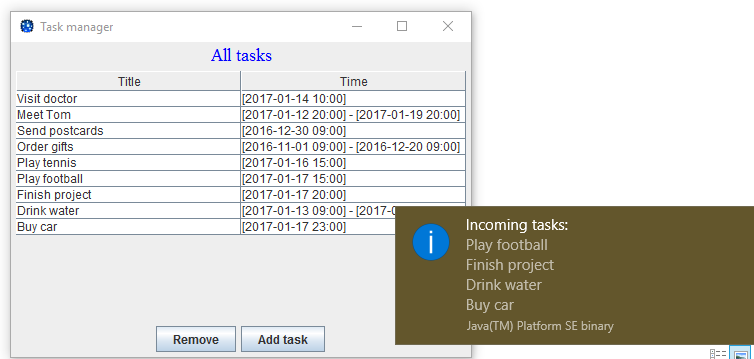 Task manager
All tasks
Title Time
Visit doctor [2017-01-14 10:00]
Meet Tom [2017-01-12 20:00] - [2017-01-19 20:00]
Send postcards [2016-12-30 09:00]
Order gifts [2016-11-01 09:00] - [2016-12-20 09:00]
Play tennis [2017-01-16 15:00]
Play football [2017-01-17 15:00]
Finish project [2017-01-17 20:00]
Drink water [2017-01-13 09:00] - [2017-0
Buy car [2017-01-17 23:00]
Remove Add task
Incoming tasks:
Play football
Finish project
Drink water
Buy car
Java(TM) Platform SE binary